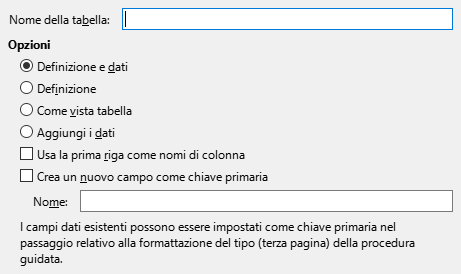 Nome della tabella:
Opzioni
Definizione e dati
Definizione
Come vista tabella
Aggiungi i dati
Usa la prima riga come nomi di colonna
Crea un nuovo campo come chiave primaria
Nome:
I campi dati esistenti possono essere impostati come chiave primaria nel
passaggio relativo alla formattazione del tipo (terza pagina) della procedura
guidata.